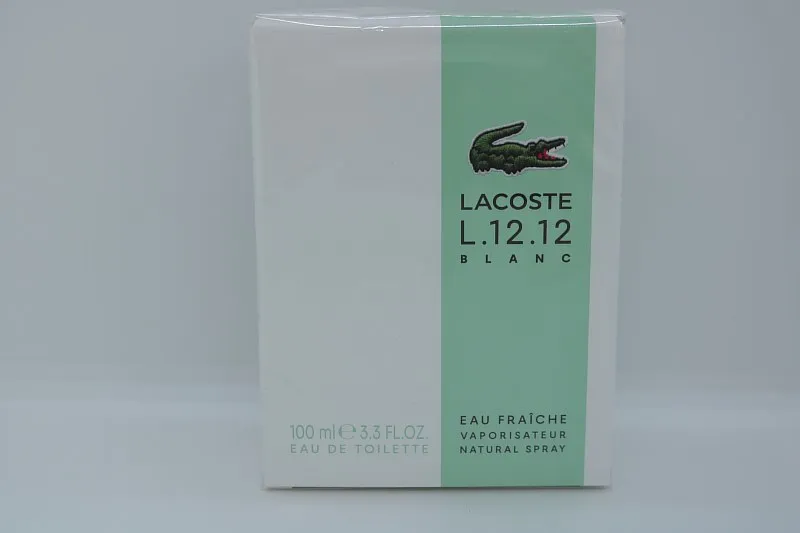 LACOSTE
L.12.12
BLANC
EAU FRAÎCHE
VAPORISATEUR
NATURAL SPRAY
100 ml ℮ 3.3 FL.OZ.
EAU DE TOILETTE